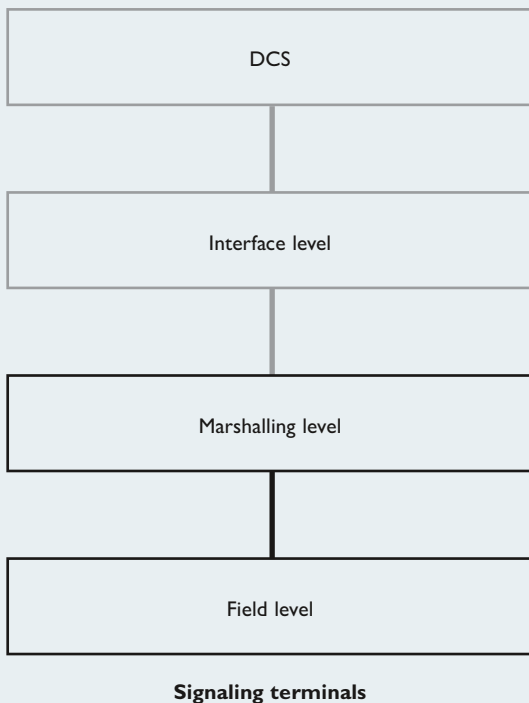 DCS
Interface level
Marshalling level
Field level
Signaling terminals